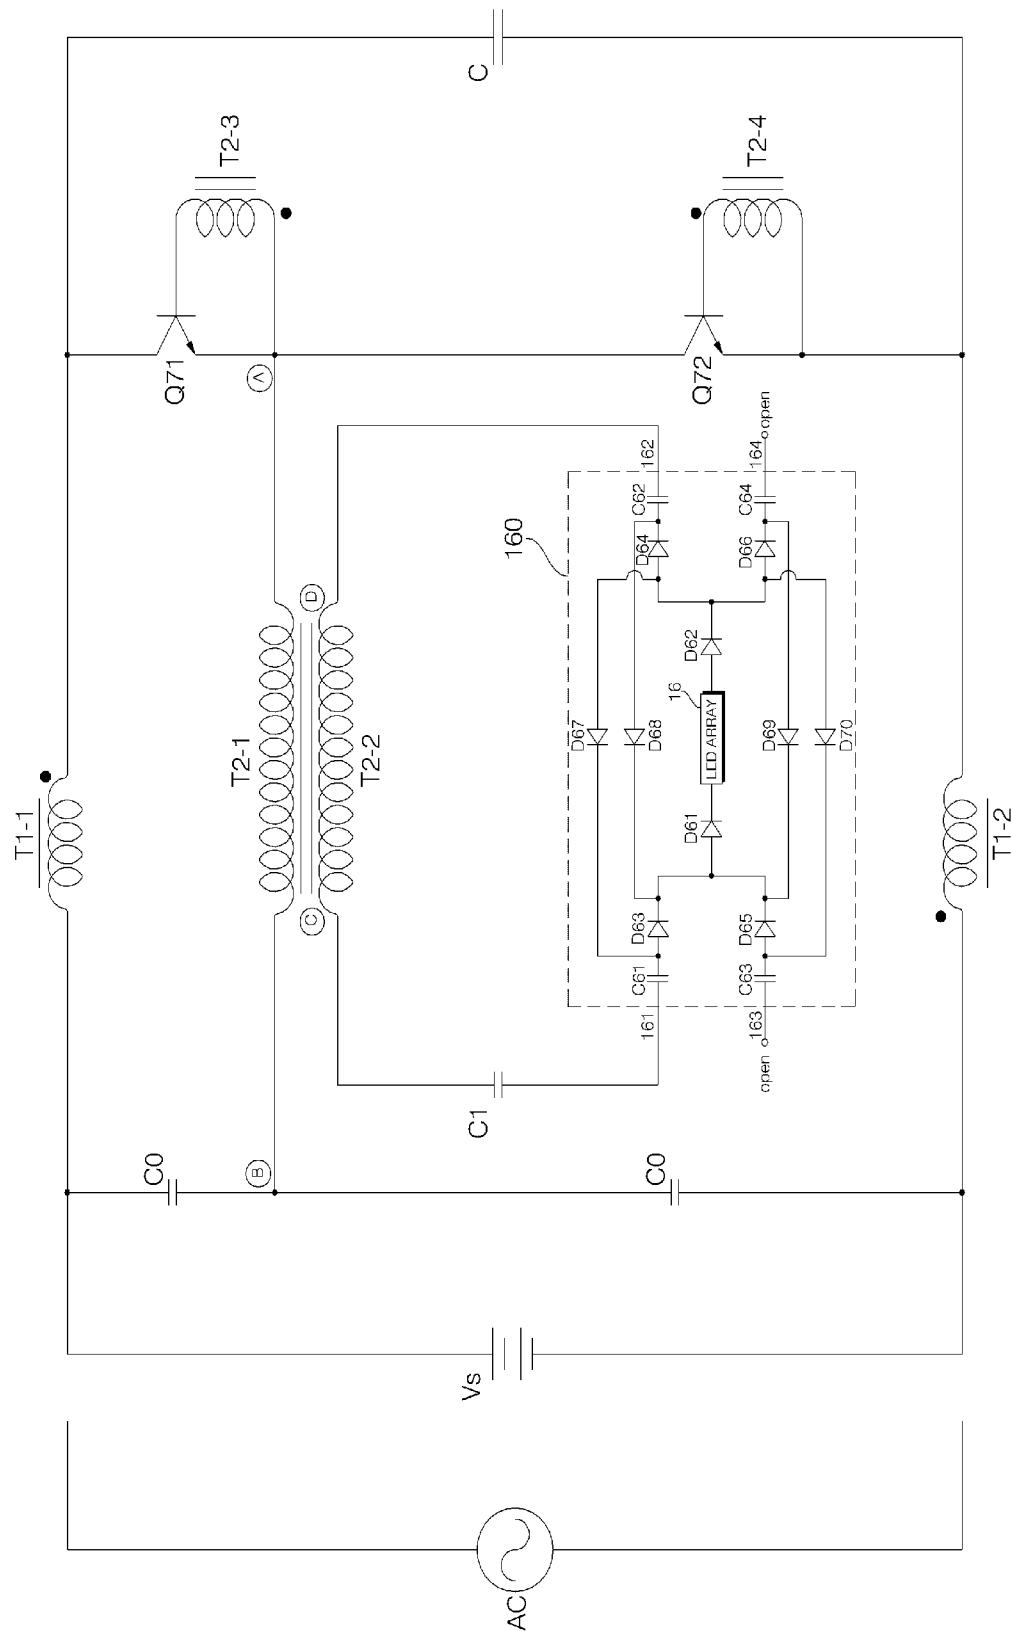 C
T2-3
T2-4
Q71
Q72
A
open
162
164
C62
C64
160
D64
D66
D
D62
16
T2-1
T2-2
D67
D68
LED ARRAY
D69
D70
T1-1
T1-2
D61
C
D63
D65
C61
C63
161
163
open
C1
C0
B
C0
Vs
AC